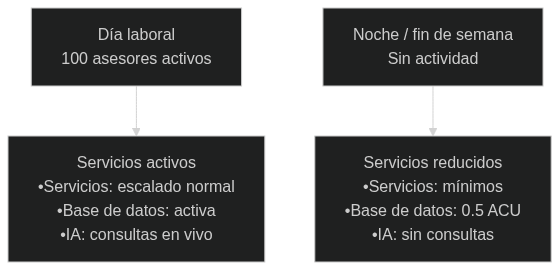 Día laboral
100 asesores activos
Noche / fin de semana
Sin actividad
Servicios activos
•Servicios: escalado normal
•Base de datos: activa
•IA: consultas en vivo
Servicios reducidos
•Servicios: mínimos
•Base de datos: 0.5 ACU
•IA: sin consultas